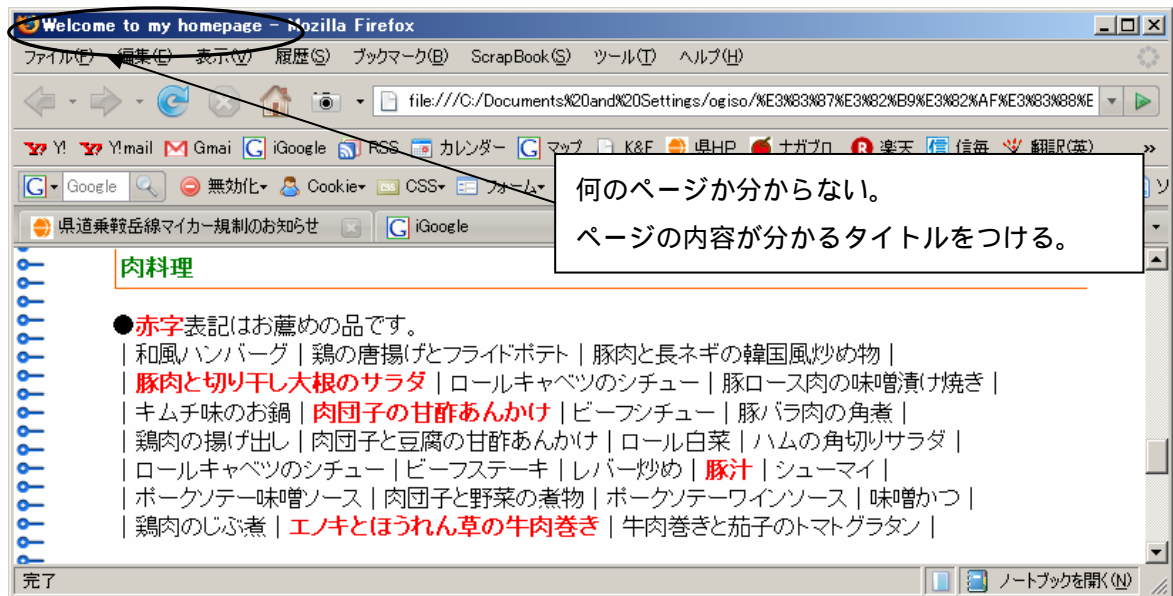 Welcome to my homepage - Mozilla Firefox
ファイル(F) 編集(E) 表示(V) 履歴(S) ブックマーク(B) ScrapBook(S) ツール(T) ヘルプ(H)
file:///C:/Documents%20and%20Settings/ogiso/%E3%83%87%E3%82%B9%E3%82%AF%E3%83%88%E
Y! Y!mail Gmai iGoogle RSS カレンダー マップ K&F 県HP ナガブロ 楽天 信毎 翻訳(英) »
Google 無効化 Cookie CSS フォーム ソ
県道乗鞍岳線マイカー規制のお知らせ iGoogle
何のページか分からない。
ページの内容が分かるタイトルをつける。
肉料理
●赤字表記はお薦めの品です。
|和風ハンバーグ|鶏の唐揚げとフライドポテト|豚肉と長ネギの韓国風炒め物|
|豚肉と切り干し大根のサラダ|ロールキャベツのシチュー|豚ロース肉の味噌漬け焼き|
|キムチ味のお鍋|肉団子の甘酢あんかけ|ビーフシチュー|豚バラ肉の角煮|
|鶏肉の揚げ出し|肉団子と豆腐の甘酢あんかけ|ロール白菜|ハムの角切りサラダ|
|ロールキャベツのシチュー|ビーフステーキ|レバー炒め|豚汁|シューマイ|
|ポークソテー味噌ソース|肉団子と野菜の煮物|ポークソテーワインソース|味噌かつ|
|鶏肉のじぶ煮|エノキとほうれん草の牛肉巻き|牛肉巻きと茄子のトマトグラタン|
完了 ノートブックを開く(N)